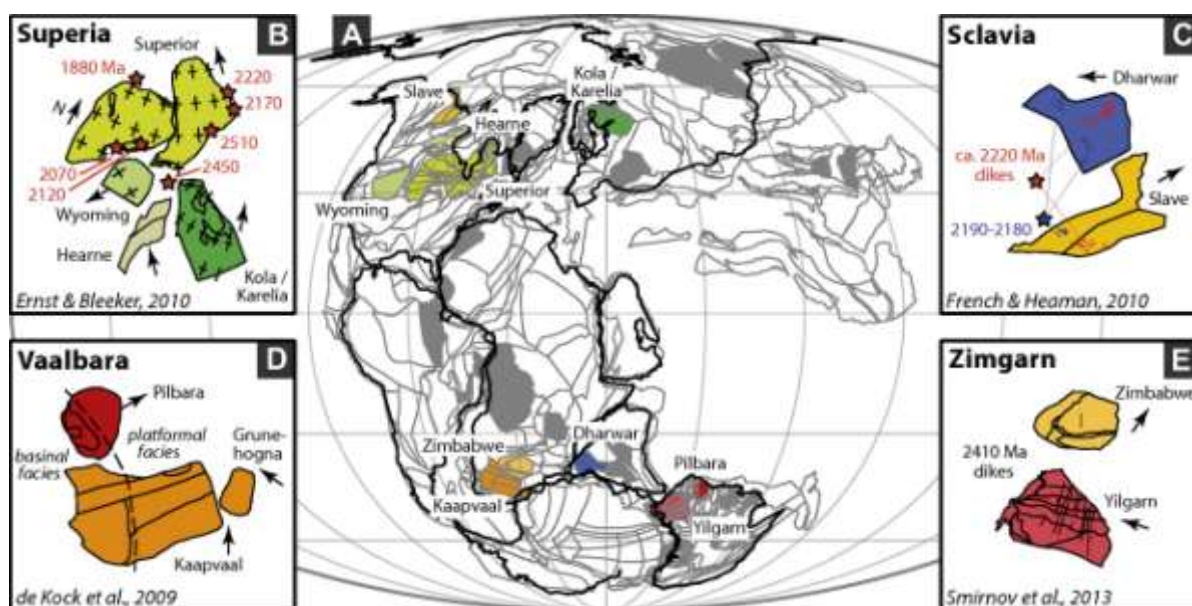 Superia
B
Superior
1880 Ma
2220
2170
N
2510
2450
2070
2120
Wyoming
Hearne
Kola /
Karelia
Ernst & Bleeker, 2010
A
Slave
Kola /
Karelia
Hearne
Superior
Wyoming
Zimbabwe
Dharwar
Pilbara
Kaapvaal
Yilgarn
Sclavia
C
Dharwar
ca. 2220 Ma
dikes
Slave
2190-2180
French & Heaman, 2010
Vaalbara
D
Pilbara
basinal
facies
platformal
facies
Grune-
hogna
Kaapvaal
de Kock et al., 2009
Zimgarn
E
Zimbabwe
2410 Ma
dikes
Yilgarn
Smirnov et al., 2013